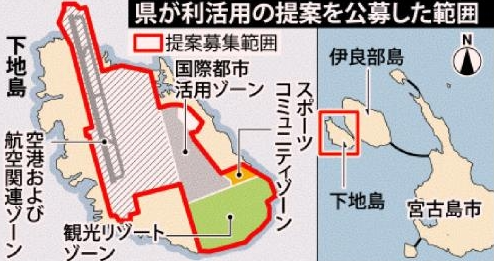 県が利活用の提案を公募した範囲
提案募集範囲
下地島
国際都市
活用ゾーン
スポーツ
コミュニティゾーン
空港および
航空関連ゾーン
観光リゾート
ゾーン
N
伊良部島
下地島
宮古島市